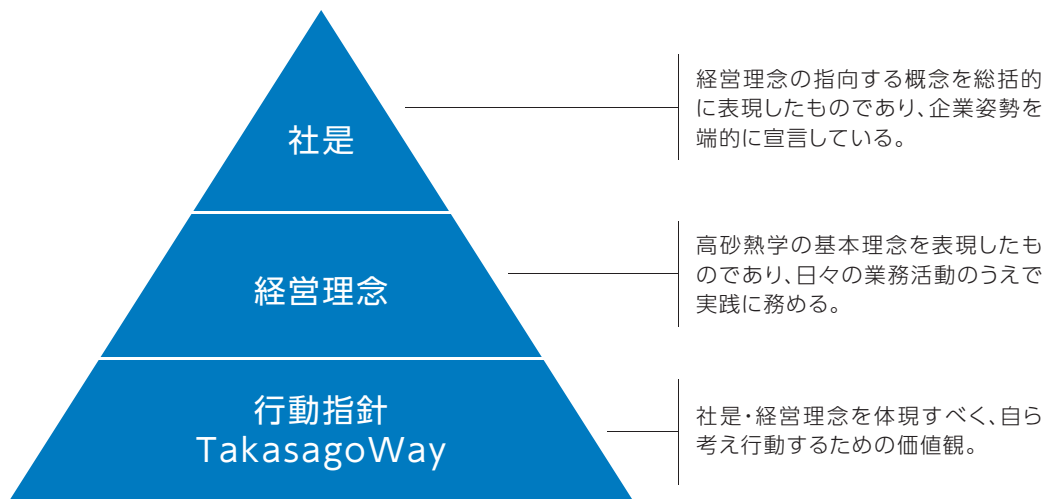 社是
経営理念の指向する概念を総括的
に表現したものであり、企業姿勢を
端的に宣言している。
経営理念
高砂熱学の基本理念を表現したも
のであり、日々の業務活動のうえで
実践に務める。
行動指針
TakasagoWay
社是・経営理念を体現すべく、自ら
考え行動するための価値観。